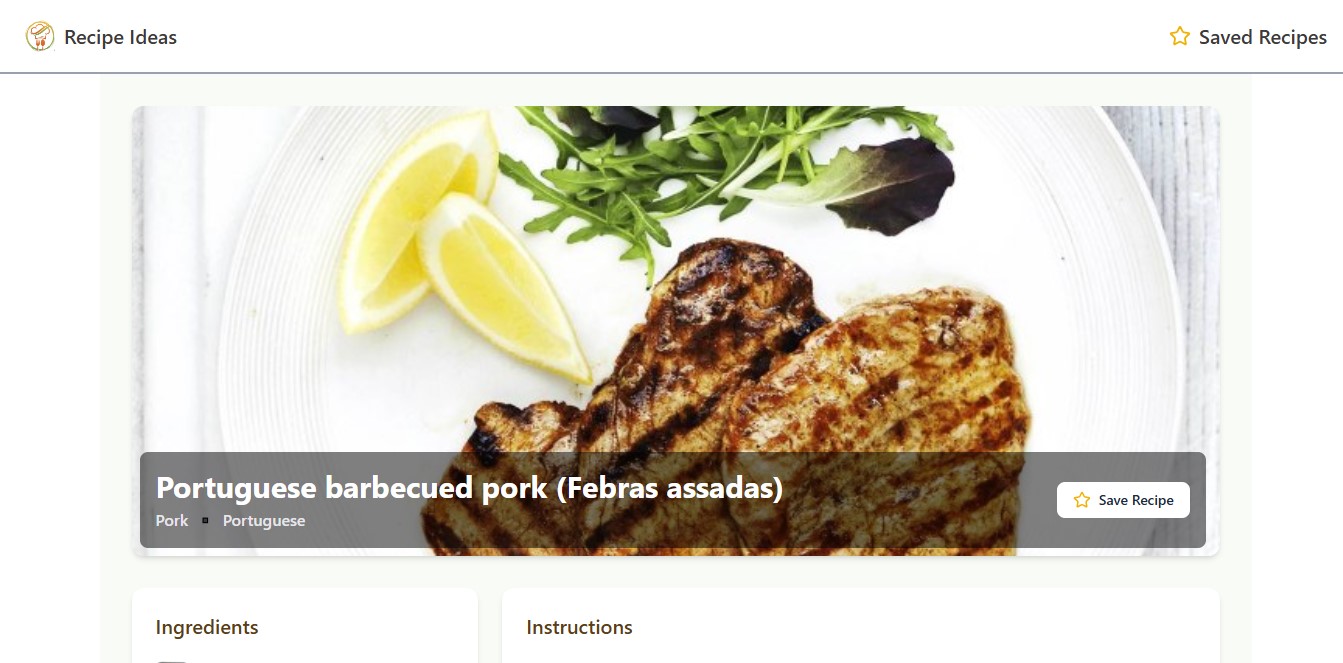 Recipe Ideas
Saved Recipes
Portuguese barbecued pork (Febras assadas)
Pork ▪ Portuguese
Save Recipe
Ingredients
Instructions